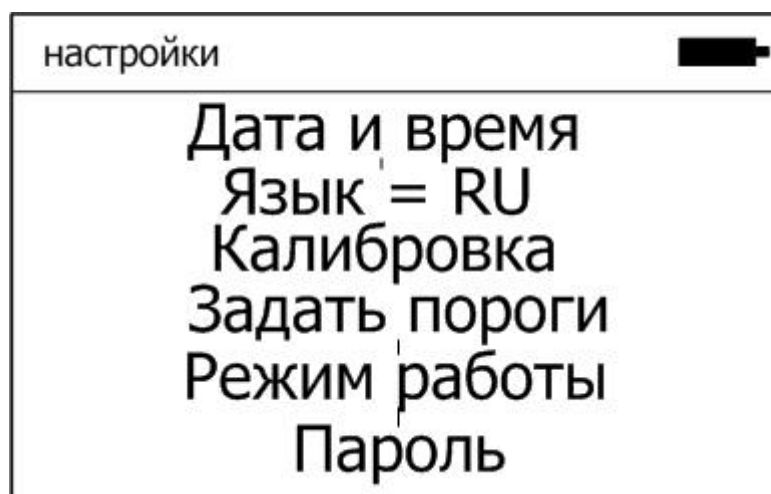 настройки
Дата и время
Язык = RU
Калибровка
Задать пороги
Режим работы
Пароль